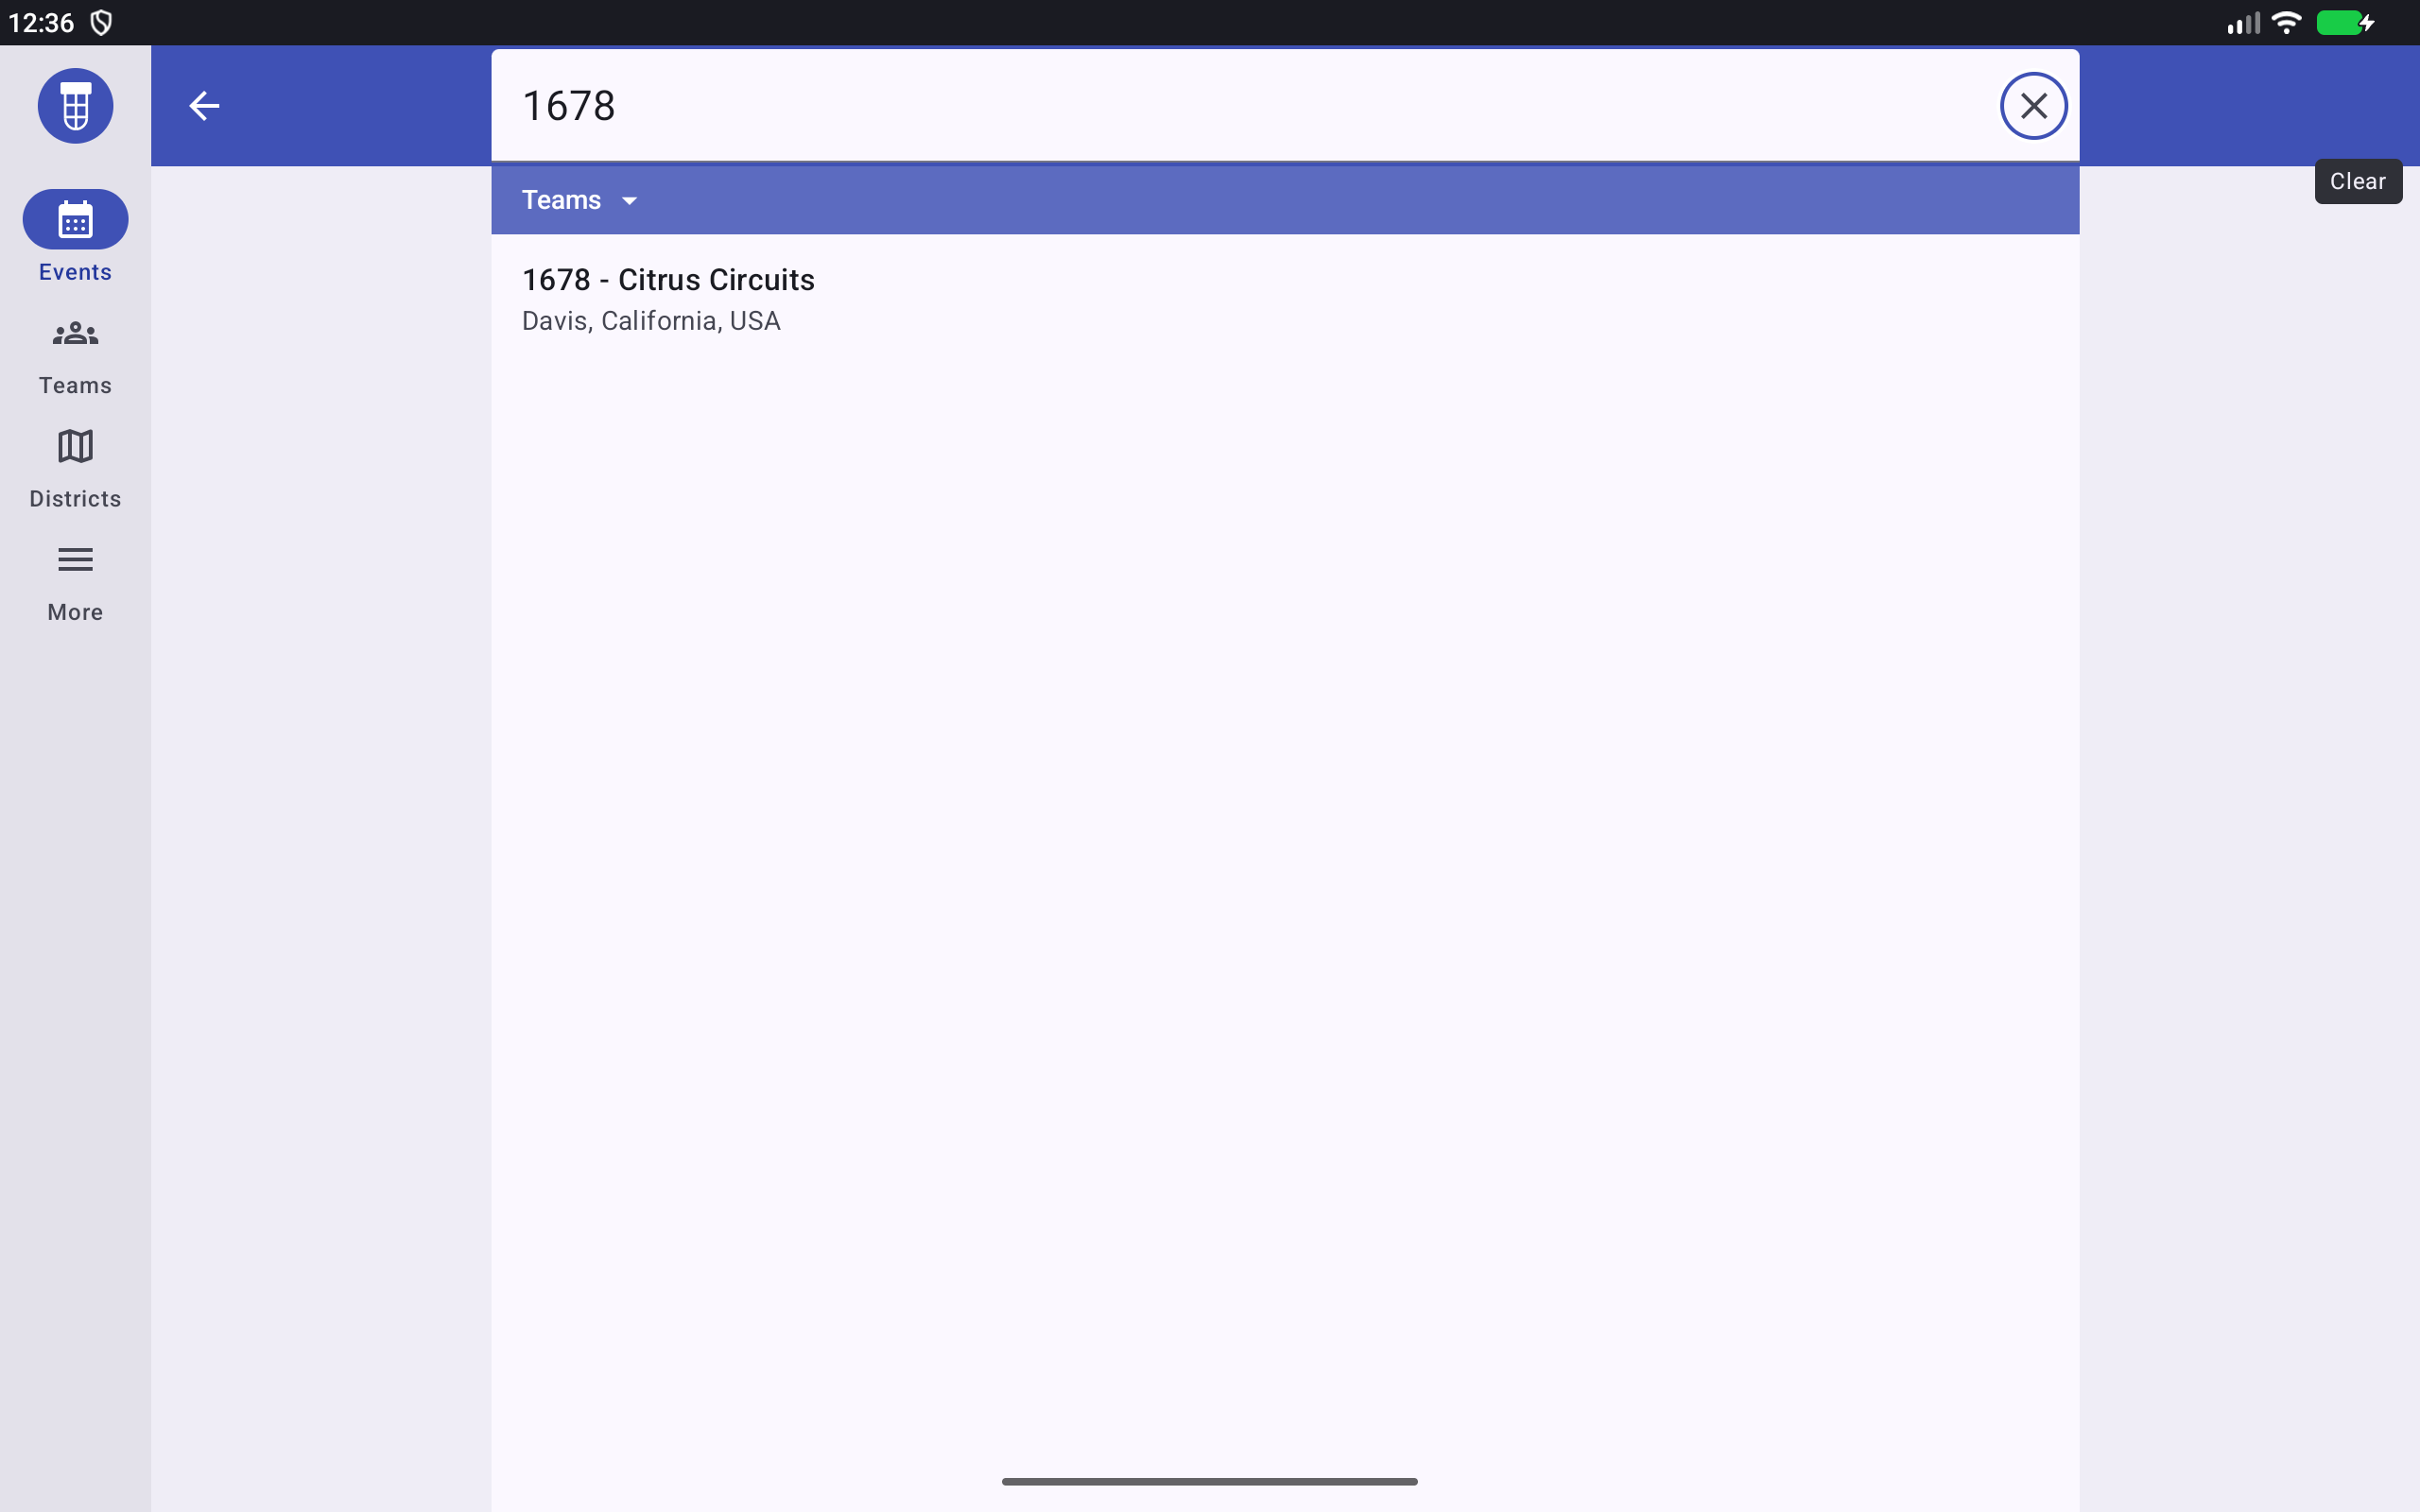 12:36
1678
Clear
Teams
1678 - Citrus Circuits
Davis, California, USA
Events
Teams
Districts
More